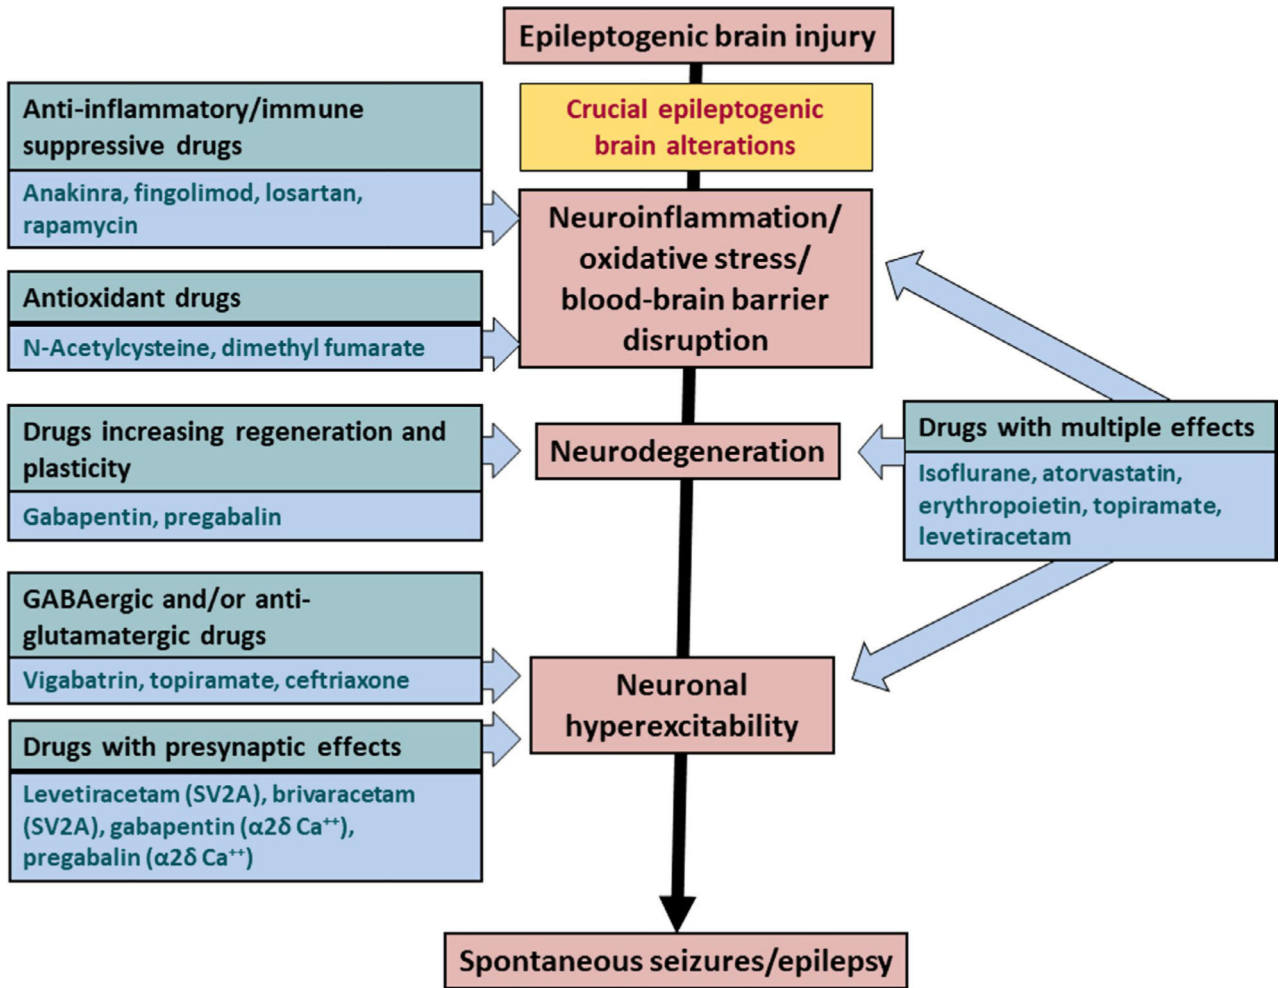 Epileptogenic brain injury
Crucial epileptogenic
brain alterations
Anti-inflammatory/immune
suppressive drugs
Anakinra, fingolimod, losartan,
rapamycin
Neuroinflammation/
oxidative stress/
blood-brain barrier
disruption
Antioxidant drugs
N-Acetylcysteine, dimethyl fumarate
Drugs increasing regeneration and
plasticity
Gabapentin, pregabalin
Neurodegeneration
Drugs with multiple effects
Isoflurane, atorvastatin,
erythropoietin, topiramate,
levetiracetam
GABAergic and/or anti-
glutamatergic drugs
Vigabatrin, topiramate, ceftriaxone
Neuronal
hyperexcitability
Drugs with presynaptic effects
Levetiracetam (SV2A), brivaracetam
(SV2A), gabapentin (α2δ Ca⁺⁺),
pregabalin (α2δ Ca⁺⁺)
Spontaneous seizures/epilepsy